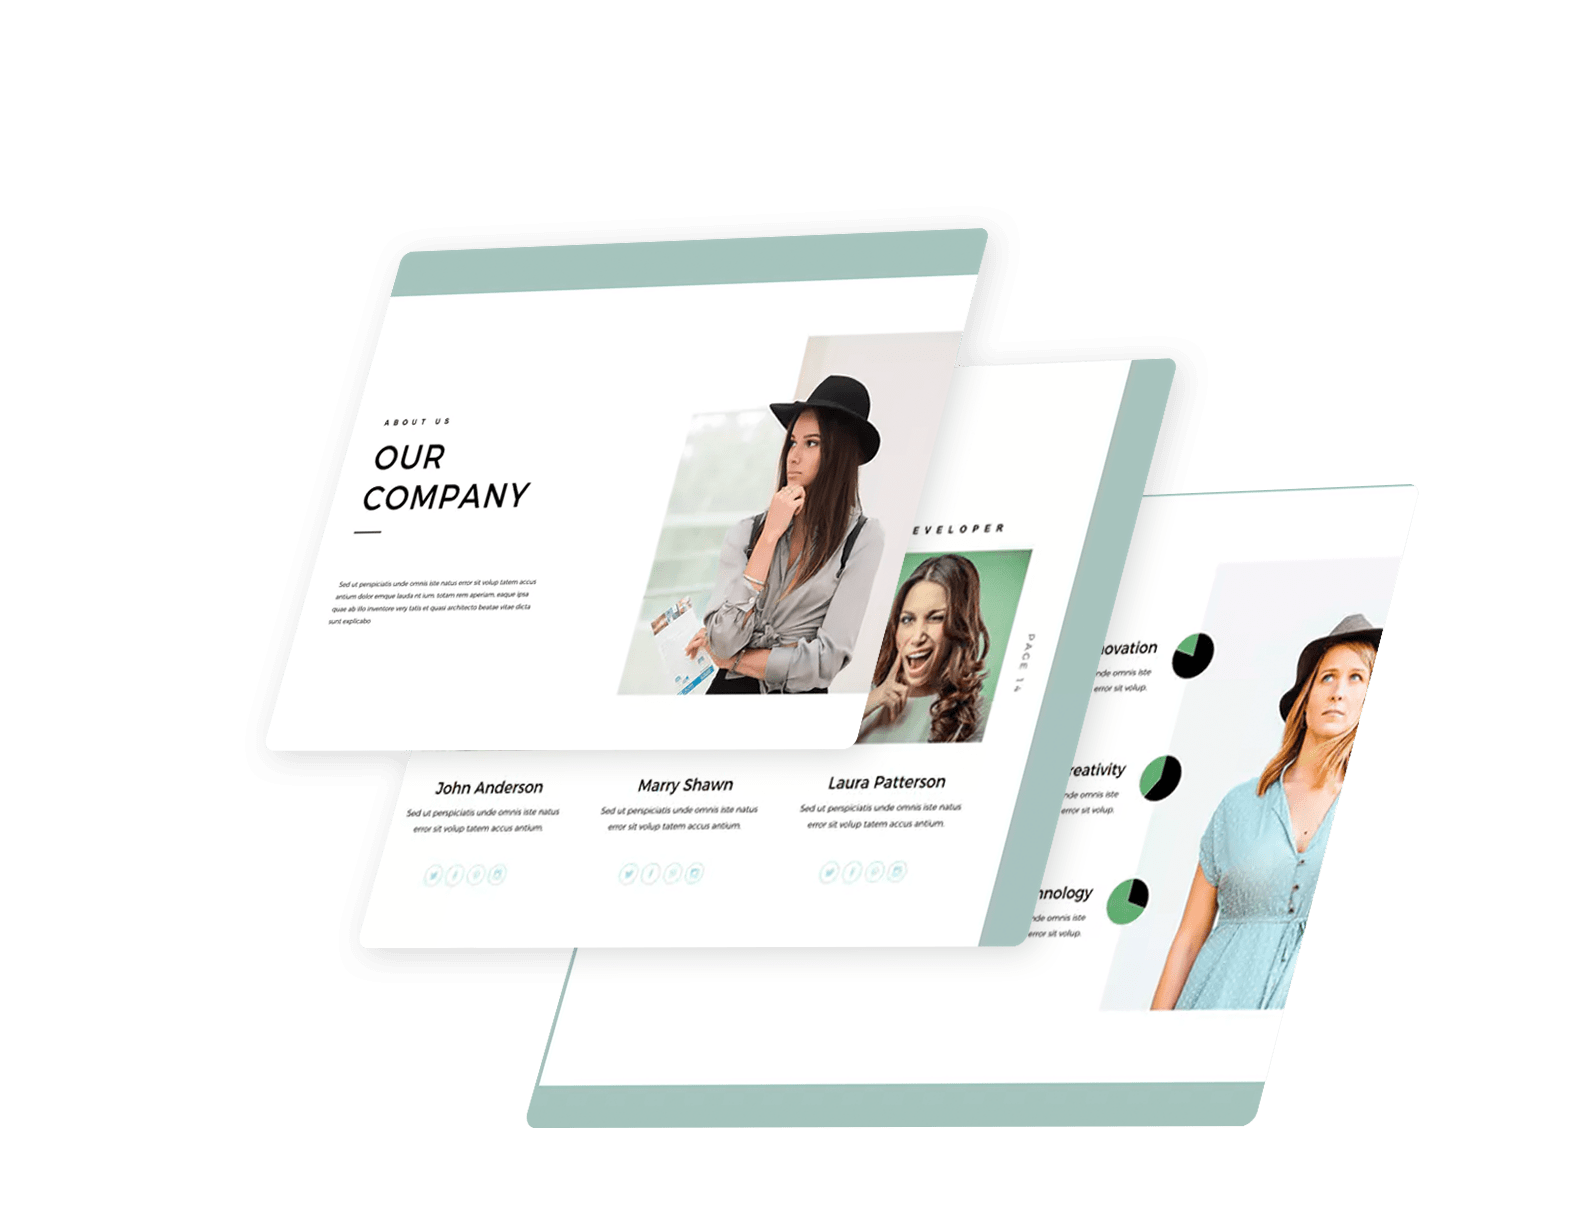 ABOUT US
OUR
COMPANY
Sed ut perspiciatis unde omnis iste natus error sit volup tatem accus
antium dolor emque lauda nt ium. totam rem aperiam, eaque ipsa
quae ab illo inventore very tatis et quasi architecto beatae vitae dicta
sunt explicabo
EVELOPER
PAGE 14
John Anderson
Sed ut perspiciatis unde omnis iste natus
error sit volup tatem accus antium.
Marry Shawn
Sed ut perspiciatis unde omnis iste natus
error sit volup tatem accus antium.
Laura Patterson
Sed ut perspiciatis unde omnis iste natus
error sit volup tatem accus antium.
ovation
nde omnis iste
error sit volup.
reativity
nde omnis iste
error sit volup.
hnology
nde omnis iste
error sit volup.